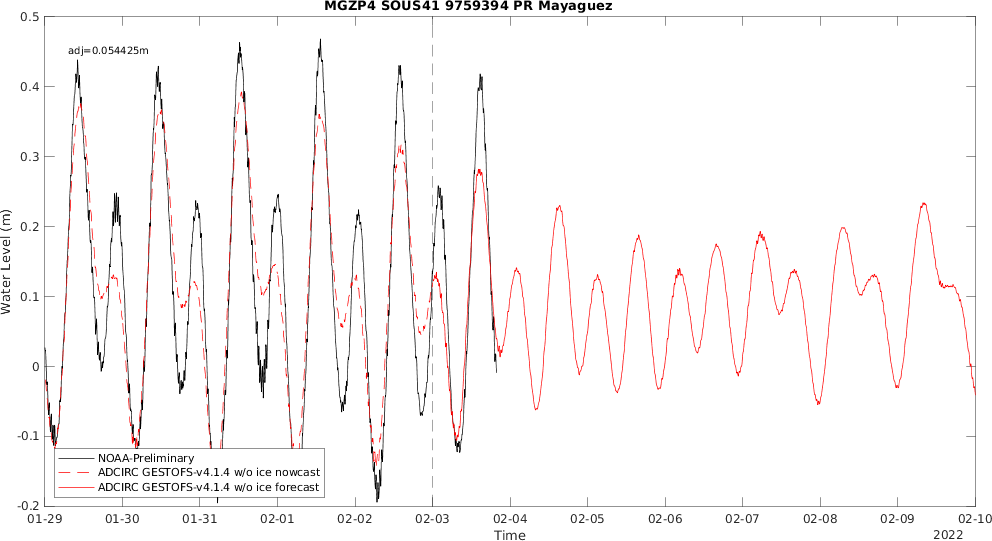 MGZP4 SOUS41 9759394 PR Mayaguez
adj=0.054425m
0.5
0.4
0.3
0.2
0.1
0
-0.1
-0.2
Water Level (m)
NOAA-Preliminary
ADCIRC GESTOFS-v4.1.4 w/o ice nowcast
ADCIRC GESTOFS-v4.1.4 w/o ice forecast
01-29 01-30 01-31 02-01 02-02 02-03 02-04 02-05 02-06 02-07 02-08 02-09 02-10
Time
2022